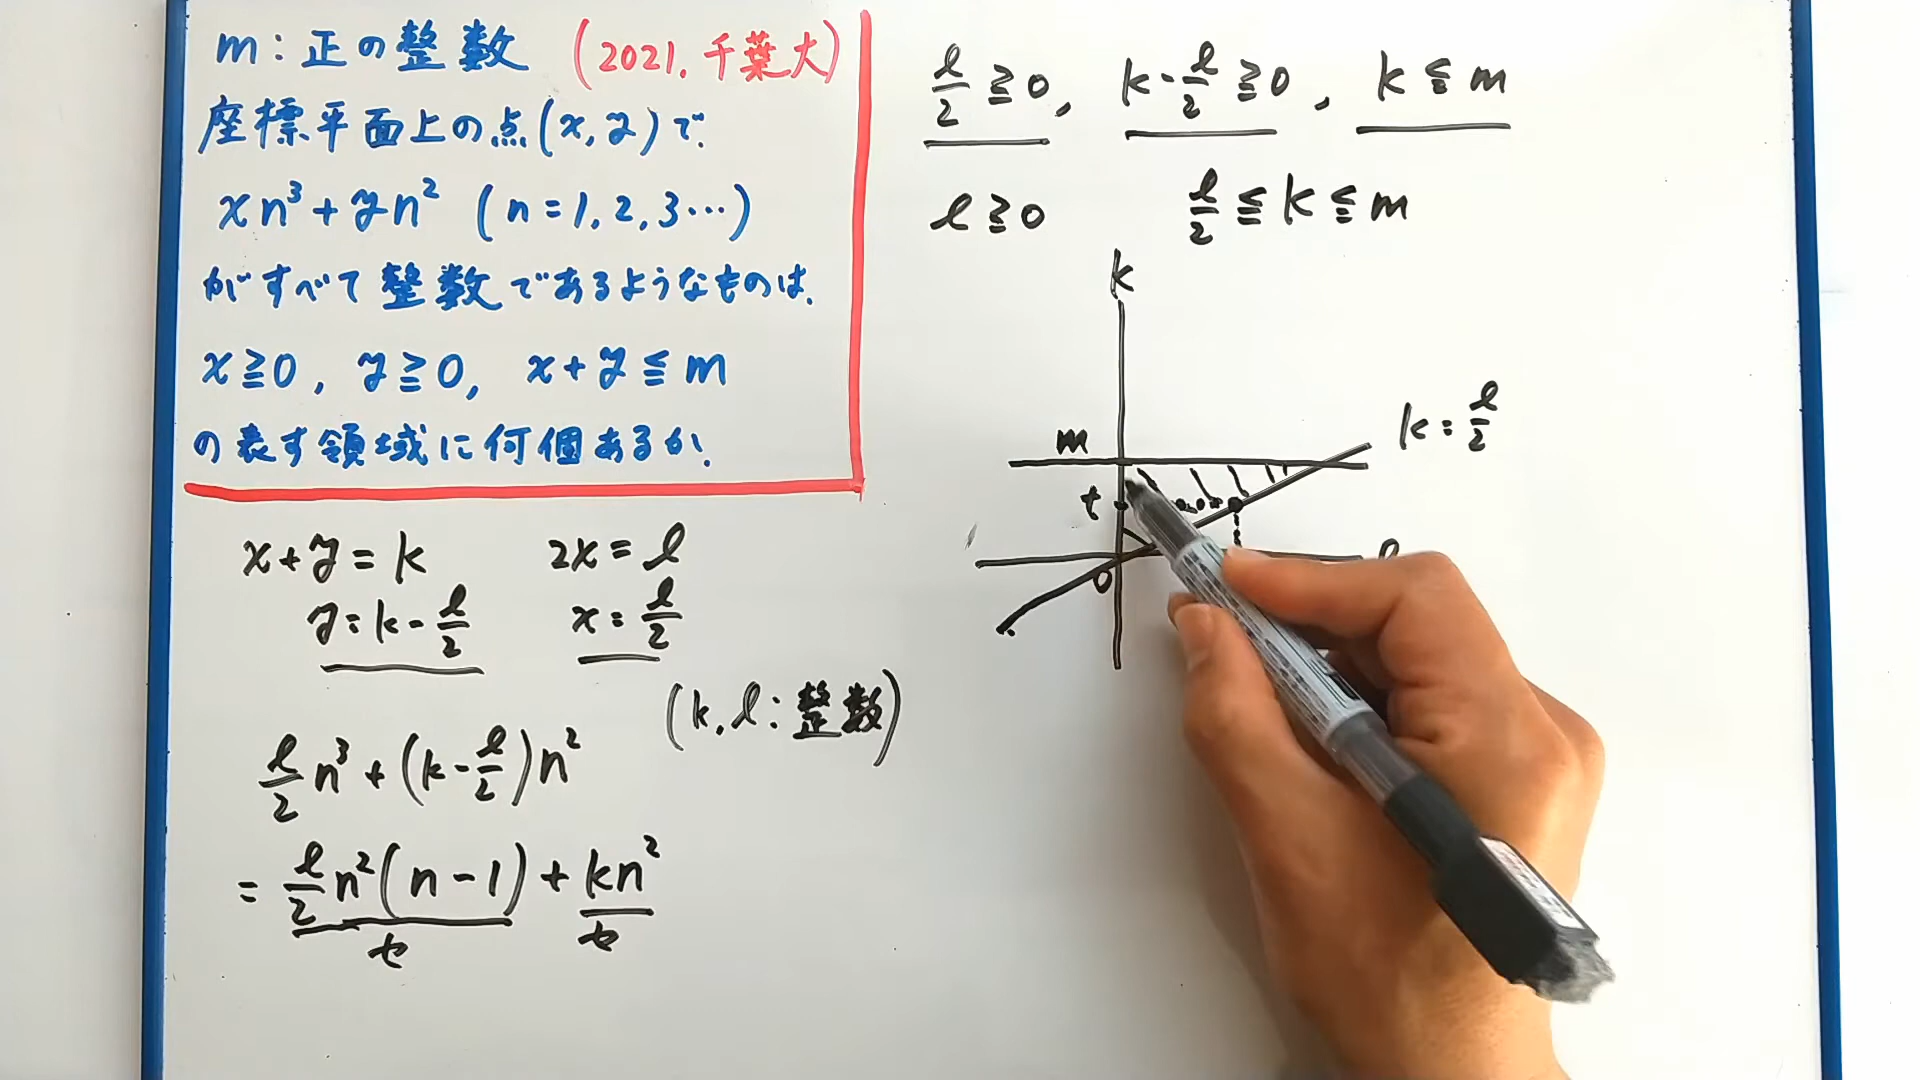 m:正の整数 (2021,千葉大)
座標平面上の点(x,y)で
xn³+yn² (n=1,2,3…)
がすべて整数であるようなものは,
x≧0, y≧0, x+y≦m
の表す領域に何個あるか.
x+y=k 2x=l
y=k-l/2 x=l/2
(k,l:整数)
l/2 n³+(k-l/2)n²
=l/2 n²(n-1)+kn²
l/2≧0, k-l/2≧0, k≦m
l≧0 l/2≦k≦m
k
k=l/2
m
t
O